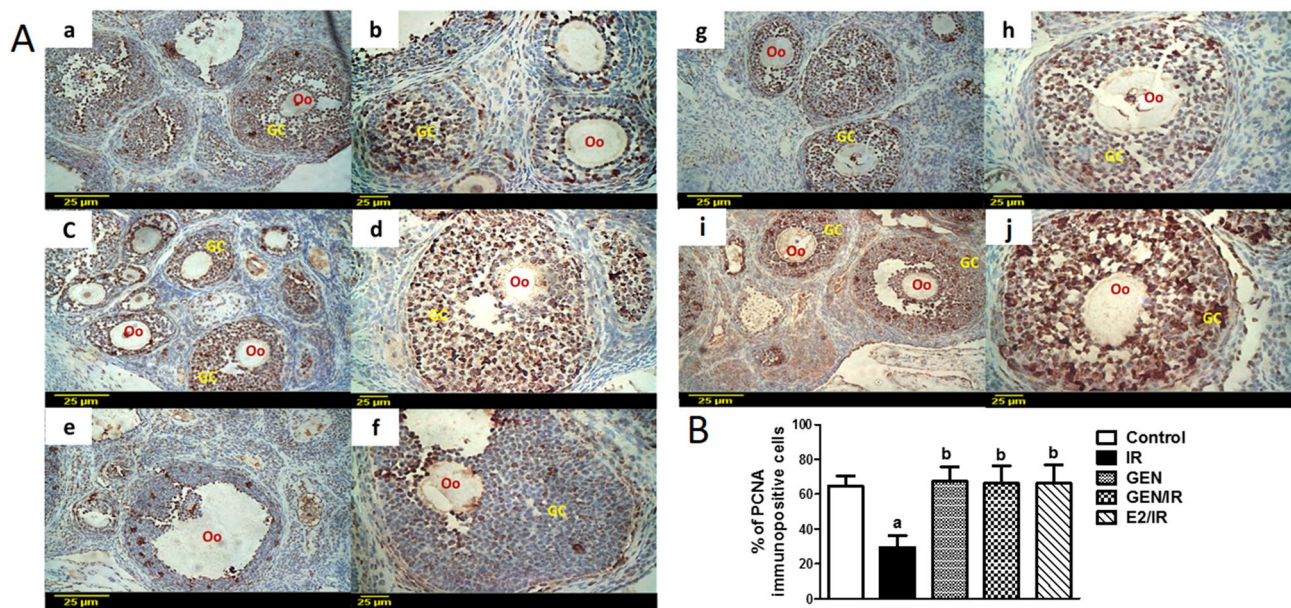 A
a
Oo
GC
25 μm
b
GC
Oo
25 μm
c
GC
Oo
Oo
GC
25 μm
d
Oo
GC
25 μm
e
Oo
25 μm
f
Oo
GC
25 μm
g
Oo
GC
25 μm
h
Oo
GC
25 μm
i
GC
Oo
GC
Oo
25 μm
j
Oo
GC
25 μm
B
% of PCNA
immunopositive cells
100
80
60
40
20
0
a
b
b
b
Control
IR
GEN
GEN/IR
E2/IR